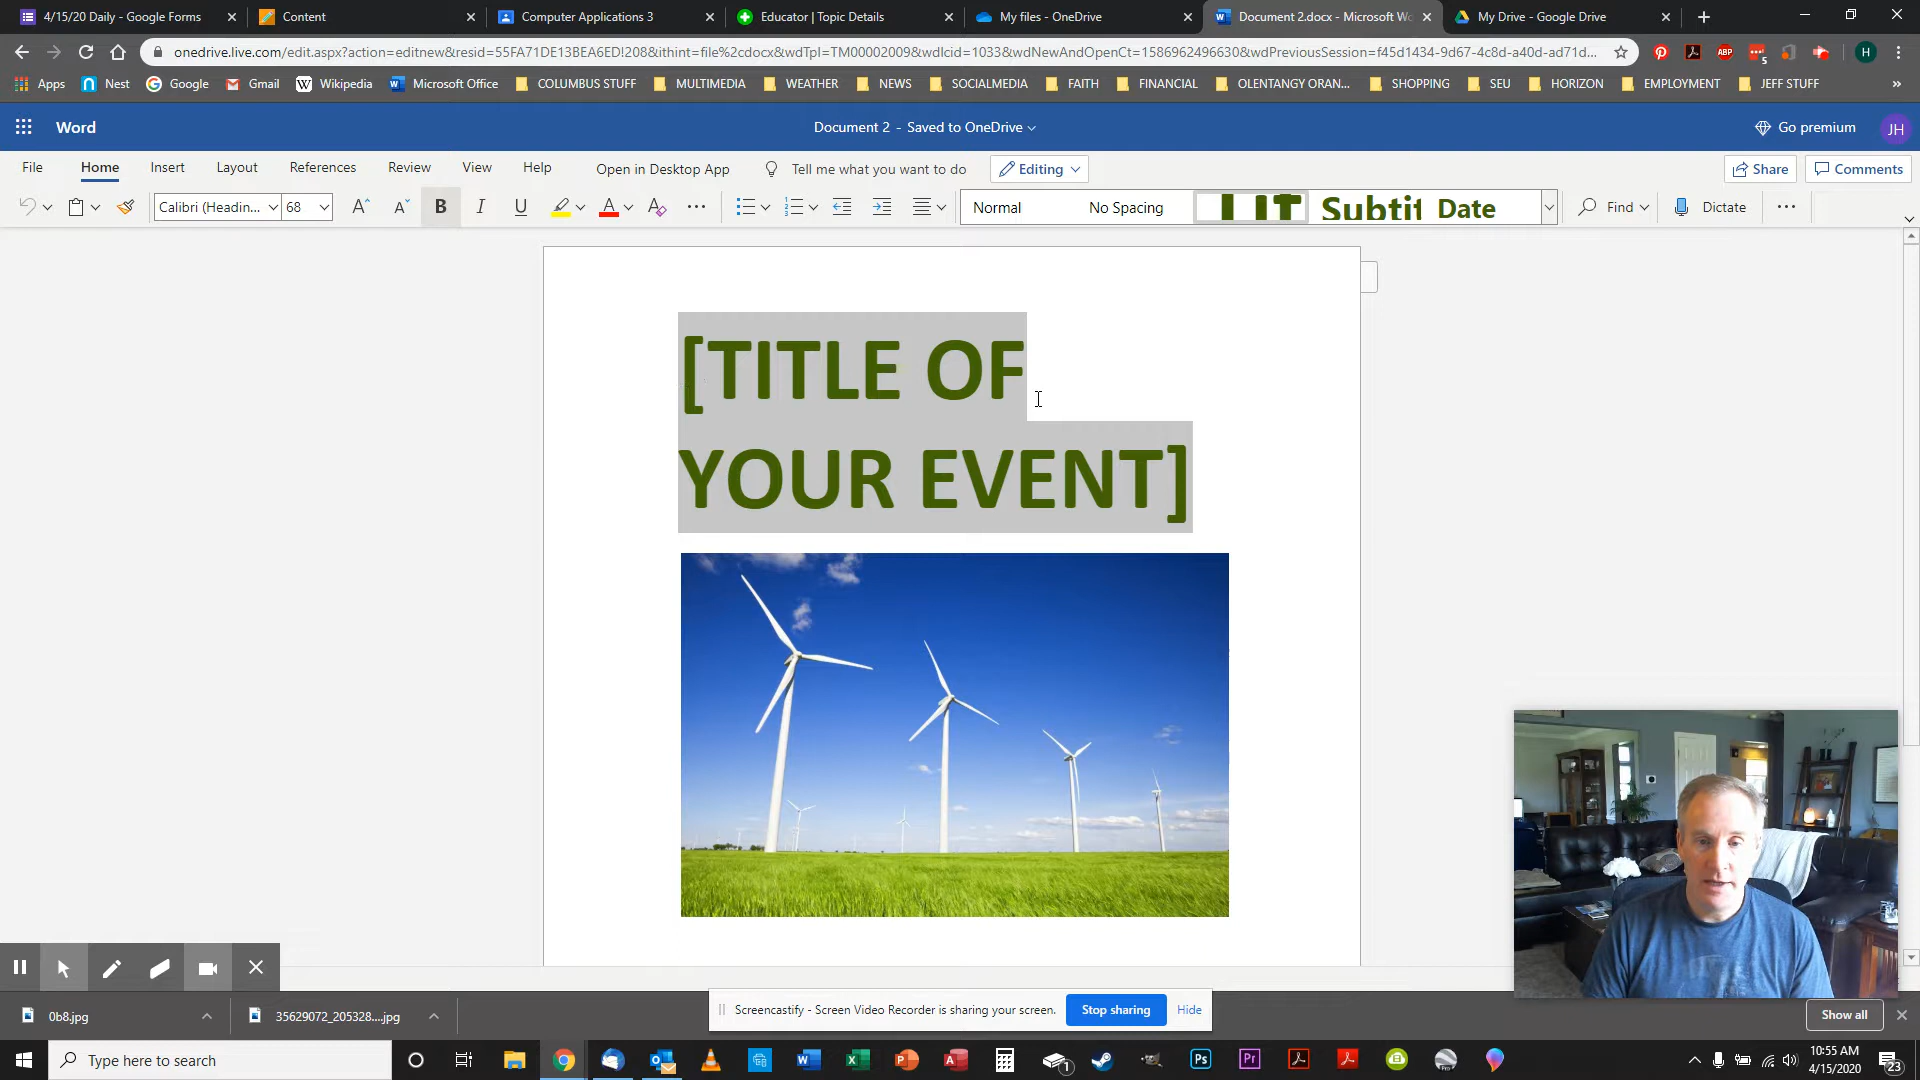 4/15/20 Daily - Google Forms
Content
Computer Applications 3
Educator | Topic Details
My files - OneDrive
Document 2.docx - Microsoft Wo
My Drive - Google Drive
onedrive.live.com/edit.aspx?action=editnew&resid=55FA71DE13BEA6ED!208&ithint=file%2cdocx&wdTpl=TM00002009&wdlcid=1033&wdNewAndOpenCt=1586962496630&wdPreviousSession=f45d1434-9d67-4c8d-a40d-ad71d...
ABP
5
H
Apps
Nest
Google
Gmail
Wikipedia
Microsoft Office
COLUMBUS STUFF
MULTIMEDIA
WEATHER
NEWS
SOCIALMEDIA
FAITH
FINANCIAL
OLENTANGY ORAN...
SHOPPING
SEU
HORIZON
EMPLOYMENT
JEFF STUFF
Word
Document 2 - Saved to OneDrive
Go premium
JH
File
Home
Insert
Layout
References
Review
View
Help
Open in Desktop App
Tell me what you want to do
Editing
Share
Comments
Calibri (Headin...
68
B
I
U
Normal
No Spacing
Subtit
Date
Find
Dictate
[TITLE OF
YOUR EVENT]
0b8.jpg
35629072_205328....jpg
Screencastify - Screen Video Recorder is sharing your screen.
Stop sharing
Hide
Show all
Type here to search
Ps
Pr
10:55 AM
4/15/2020
23